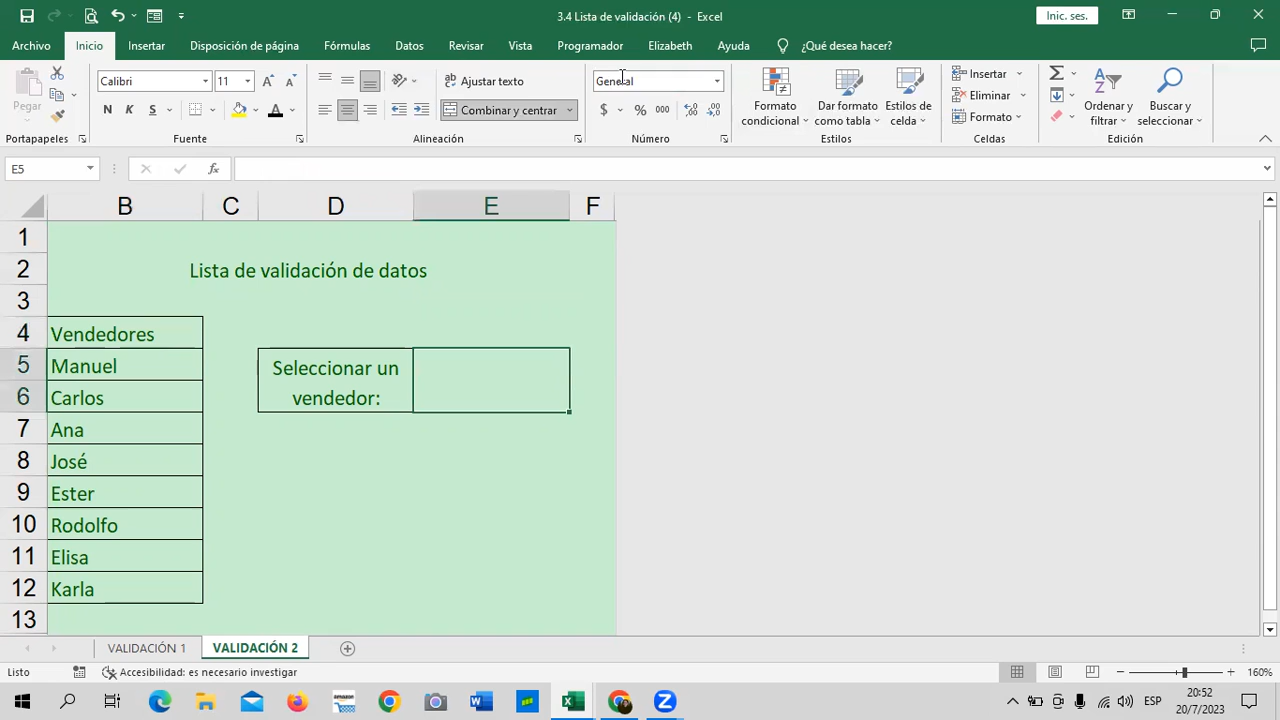 3.4 Lista de validación (4) - Excel
Inic. ses.
Archivo Inicio Insertar Disposición de página Fórmulas Datos Revisar Vista Programador Elizabeth Ayuda ¿Qué desea hacer?
Pegar
Portapapeles
Calibri 11
N K S
Fuente
Ajustar texto
Combinar y centrar
Alineación
General
$ % 000
Número
Formato condicional
Dar formato como tabla
Estilos de celda
Estilos
Insertar
Eliminar
Formato
Celdas
Ordenar y filtrar
Buscar y seleccionar
Edición
E5
fx
B C D E F
1
2 Lista de validación de datos
3
4 Vendedores
5 Manuel
Seleccionar un
6 Carlos
vendedor:
7 Ana
8 José
9 Ester
10 Rodolfo
11 Elisa
12 Karla
13
VALIDACIÓN 1 VALIDACIÓN 2
Listo Accesibilidad: es necesario investigar 160%
ESP
20:52
20/7/2023